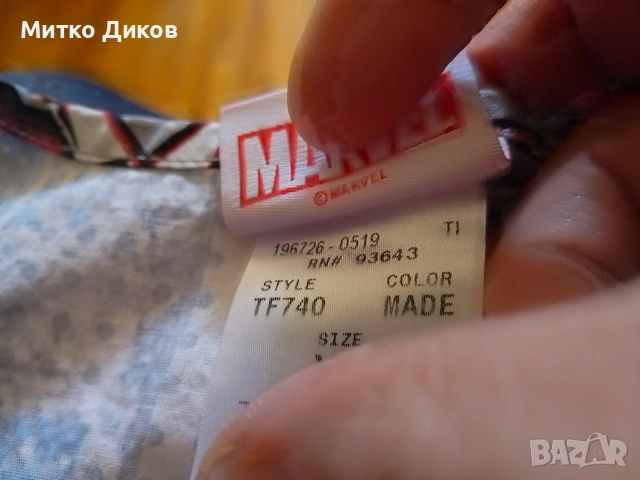 Митко Диков
MARVEL
©MARVEL
196726-0519 TI
RN# 93643
STYLE COLOR
TF740 MADE
SIZE
BAZAR